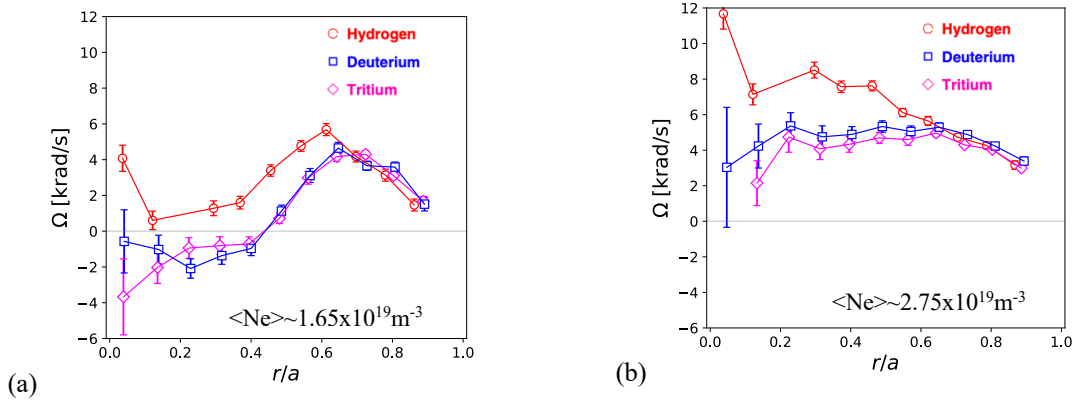 12
10
8
6
4
2
0
−2
−4
−6
Ω [krad/s]
Hydrogen
Deuterium
Tritium
<Ne>~1.65x10¹⁹m⁻³
0.0 0.2 0.4 0.6 0.8 1.0
r/a
(a)
12
10
8
6
4
2
0
−2
−4
−6
Ω [krad/s]
Hydrogen
Deuterium
Tritium
<Ne>~2.75x10¹⁹m⁻³
0.0 0.2 0.4 0.6 0.8 1.0
r/a
(b)